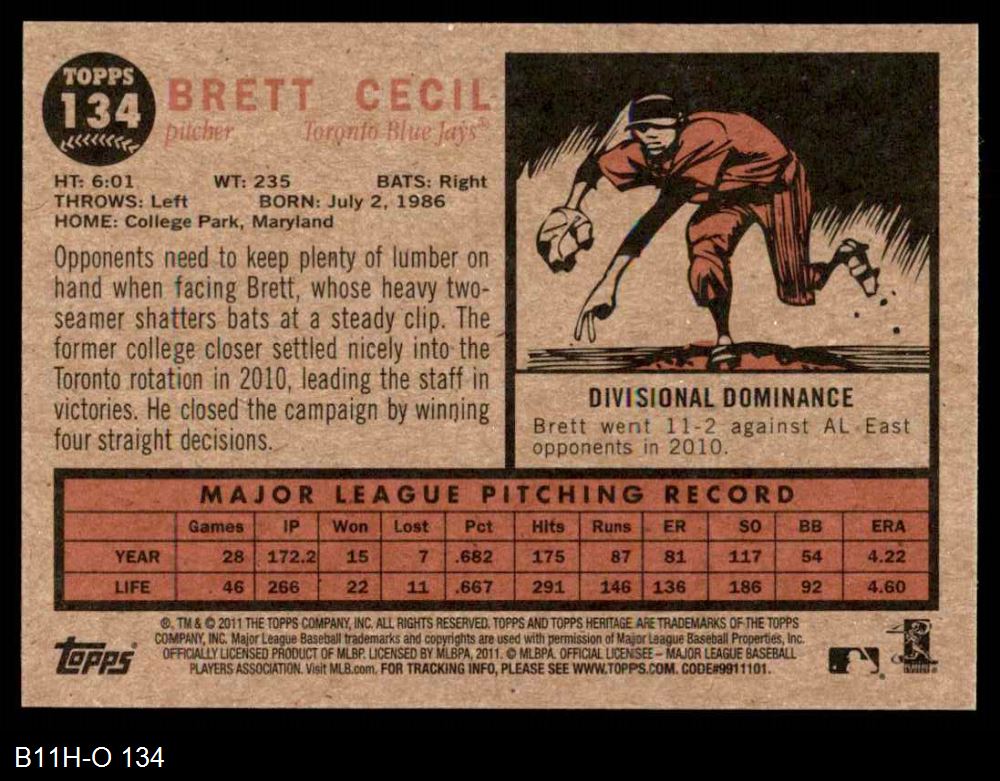 TOPPS
134
BRETT CECIL
pitcher Toronto Blue Jays®
HT: 6:01 WT: 235 BATS: Right
THROWS: Left BORN: July 2, 1986
HOME: College Park, Maryland
Opponents need to keep plenty of lumber on
hand when facing Brett, whose heavy two-
seamer shatters bats at a steady clip. The
former college closer settled nicely into the
Toronto rotation in 2010, leading the staff in
victories. He closed the campaign by winning
four straight decisions.
DIVISIONAL DOMINANCE
Brett went 11-2 against AL East
opponents in 2010.
MAJOR LEAGUE PITCHING RECORD
Games IP Won Lost Pct Hits Runs ER SO BB ERA
YEAR 28 172.2 15 7 .682 175 87 81 117 54 4.22
LIFE 46 266 22 11 .667 291 146 136 186 92 4.60
®, TM & © 2011 THE TOPPS COMPANY, INC. ALL RIGHTS RESERVED. TOPPS AND TOPPS HERITAGE ARE TRADEMARKS OF THE TOPPS
COMPANY, INC. Major League Baseball trademarks and copyrights are used with permission of Major League Baseball Properties, Inc.
OFFICIALLY LICENSED PRODUCT OF MLBP. LICENSED BY MLBPA, 2011. © MLBPA. OFFICIAL LICENSEE – MAJOR LEAGUE BASEBALL
PLAYERS ASSOCIATION. Visit MLB.com. FOR TRACKING INFO, PLEASE SEE WWW.TOPPS.COM. CODE#9911101.
topps®
B11H-O 134